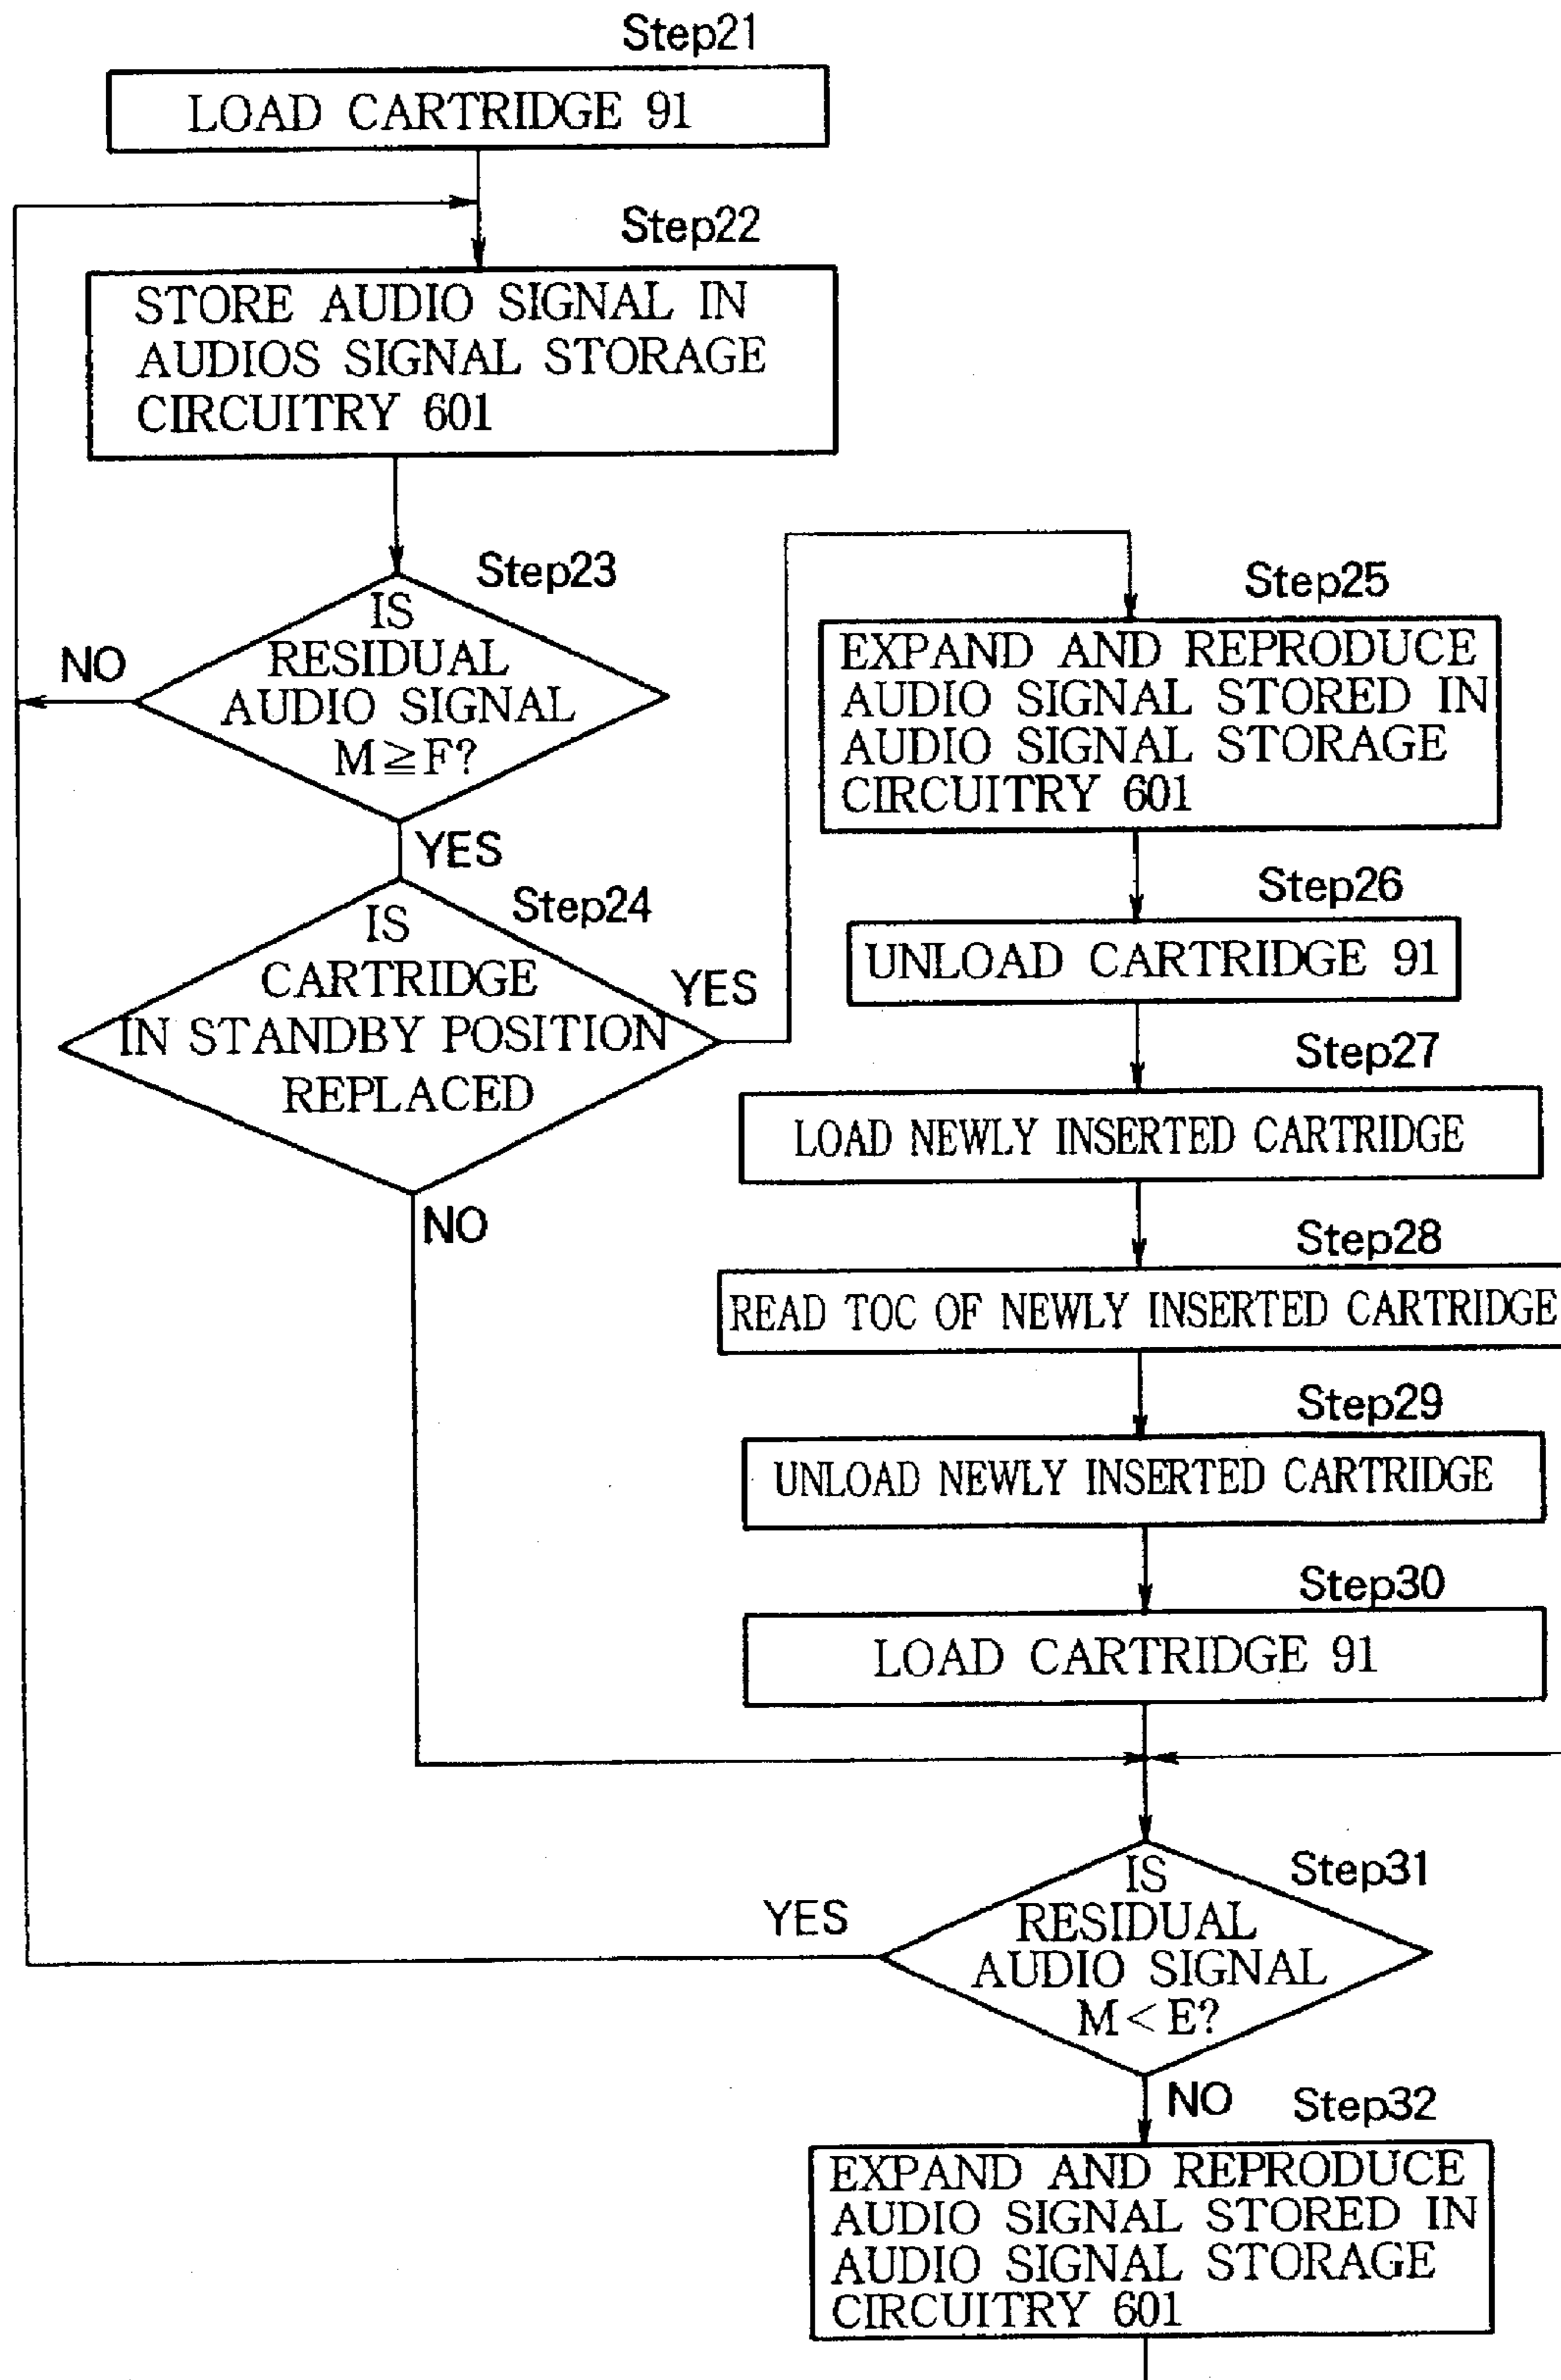 Step21
LOAD CARTRIDGE 91
Step22
STORE AUDIO SIGNAL IN
AUDIOS SIGNAL STORAGE
CIRCUITRY 601
Step23
IS
RESIDUAL
AUDIO SIGNAL
M≧F?
NO
YES
Step24
IS
CARTRIDGE
IN STANDBY POSITION
REPLACED
YES
NO
Step25
EXPAND AND REPRODUCE
AUDIO SIGNAL STORED IN
AUDIO SIGNAL STORAGE
CIRCUITRY 601
Step26
UNLOAD CARTRIDGE 91
Step27
LOAD NEWLY INSERTED CARTRIDGE
Step28
READ TOC OF NEWLY INSERTED CARTRIDGE
Step29
UNLOAD NEWLY INSERTED CARTRIDGE
Step30
LOAD CARTRIDGE 91
Step31
IS
RESIDUAL
AUDIO SIGNAL
M<E?
YES
NO
Step32
EXPAND AND REPRODUCE
AUDIO SIGNAL STORED IN
AUDIO SIGNAL STORAGE
CIRCUITRY 601